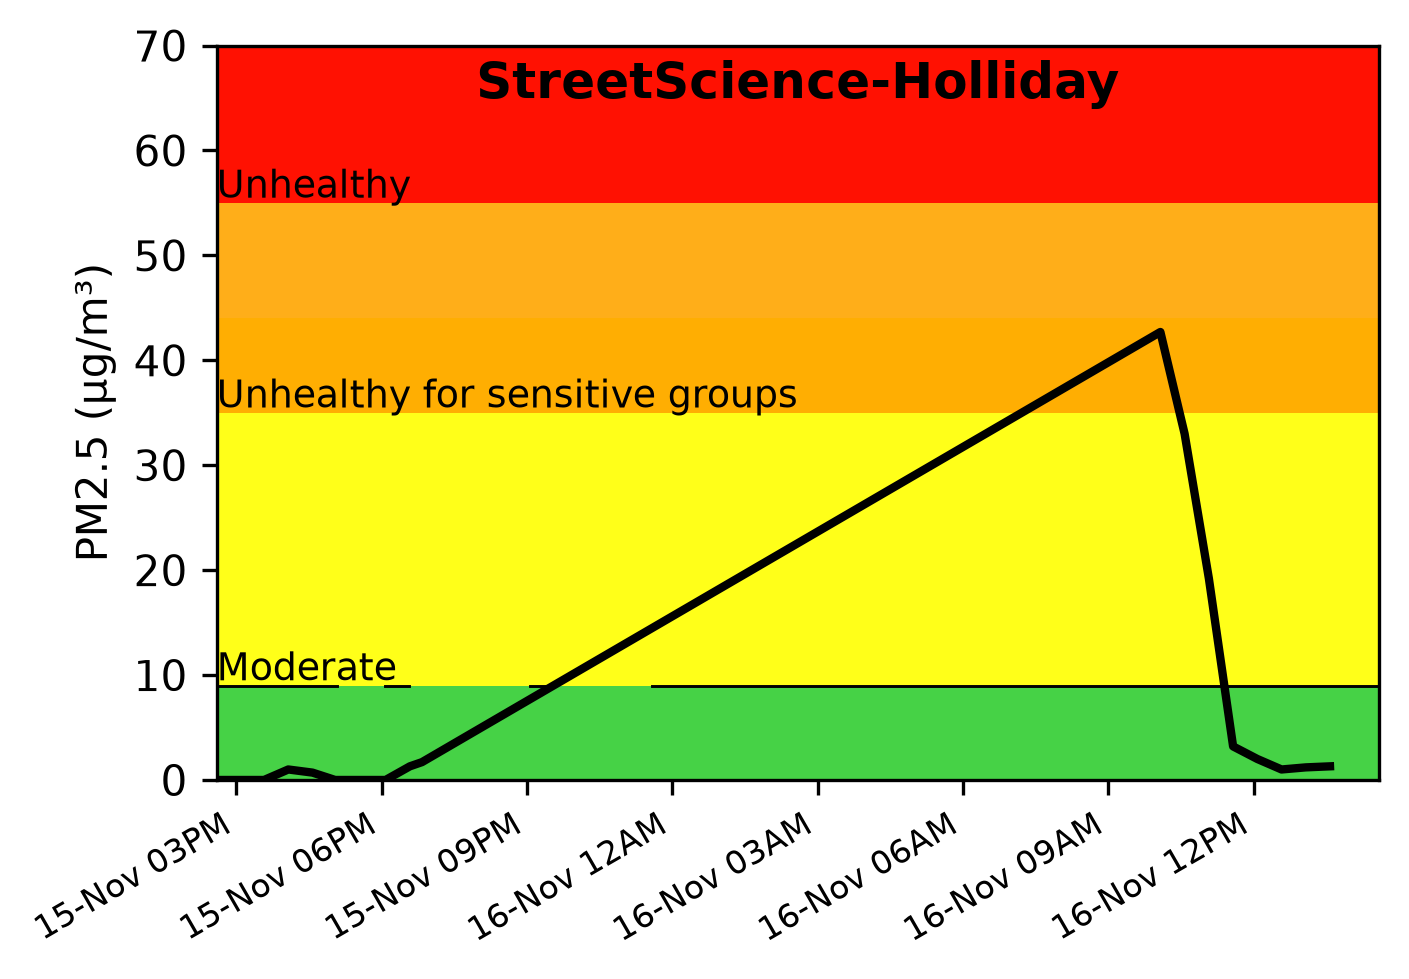 StreetScience-Holliday
PM2.5 (µg/m³)
70
60
Unhealthy
50
40
Unhealthy for sensitive groups
30
20
Moderate
10
0
15-Nov 03PM
15-Nov 06PM
15-Nov 09PM
16-Nov 12AM
16-Nov 03AM
16-Nov 06AM
16-Nov 09AM
16-Nov 12PM